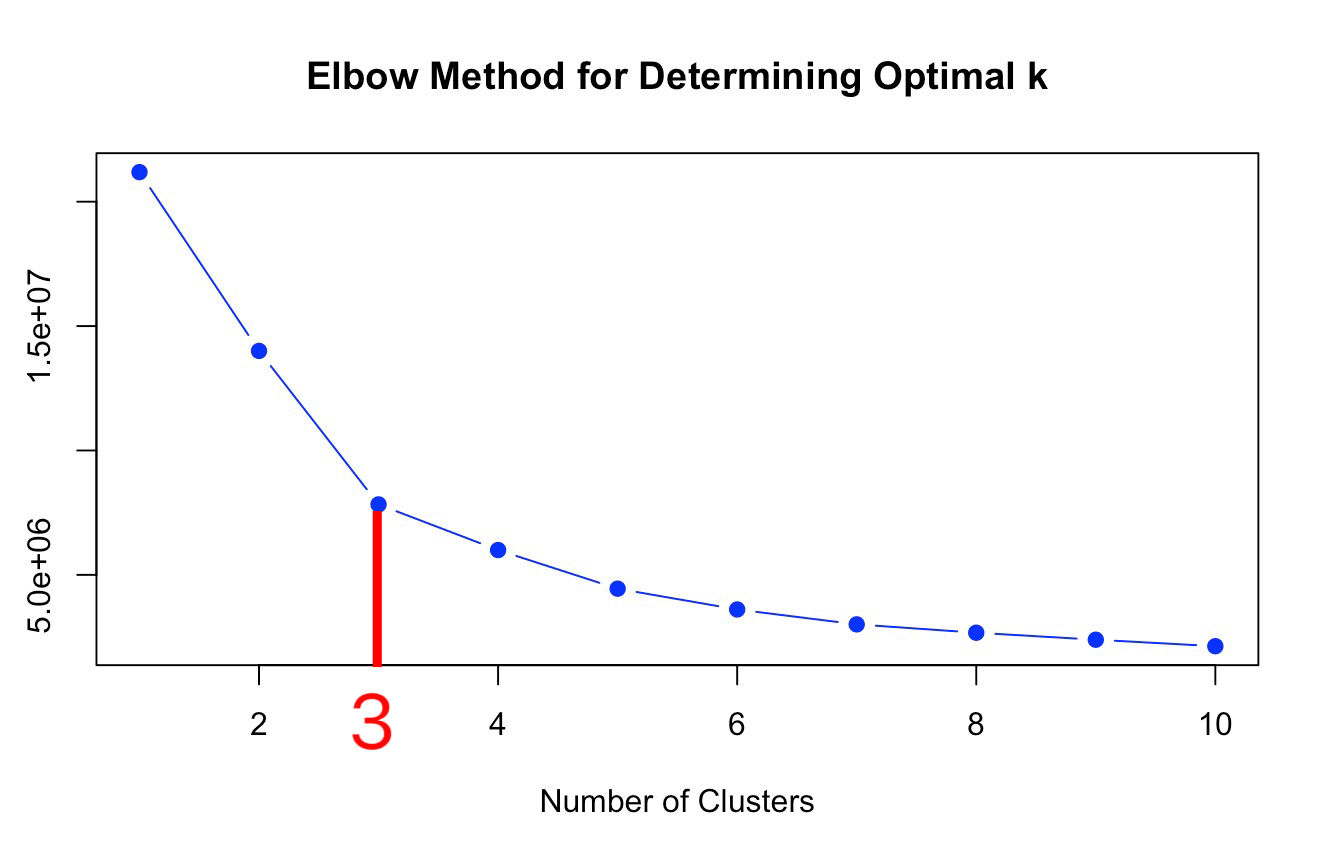 Elbow Method for Determining Optimal k
1.5e+07
5.0e+06
2
3
4
6
8
10
Number of Clusters